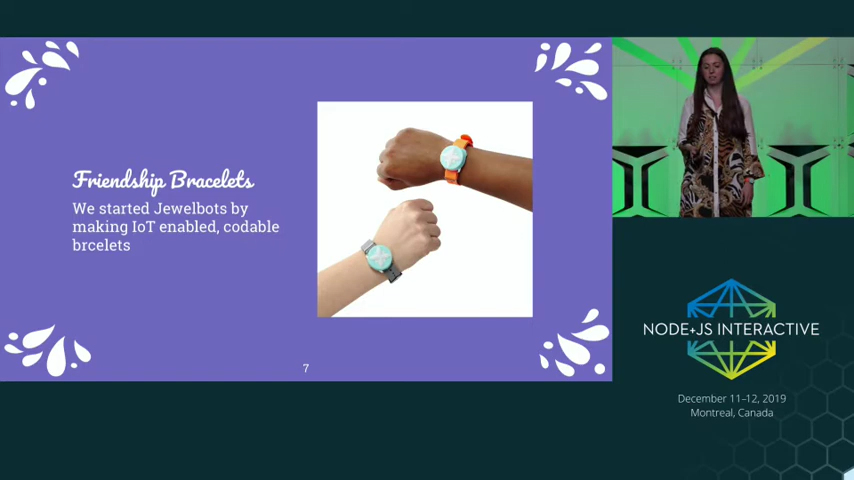 Friendship Bracelets
We started Jewelbots by
making IoT enabled, codable
brcelets
7
NODE+JS INTERACTIVE
December 11–12, 2019
Montreal, Canada